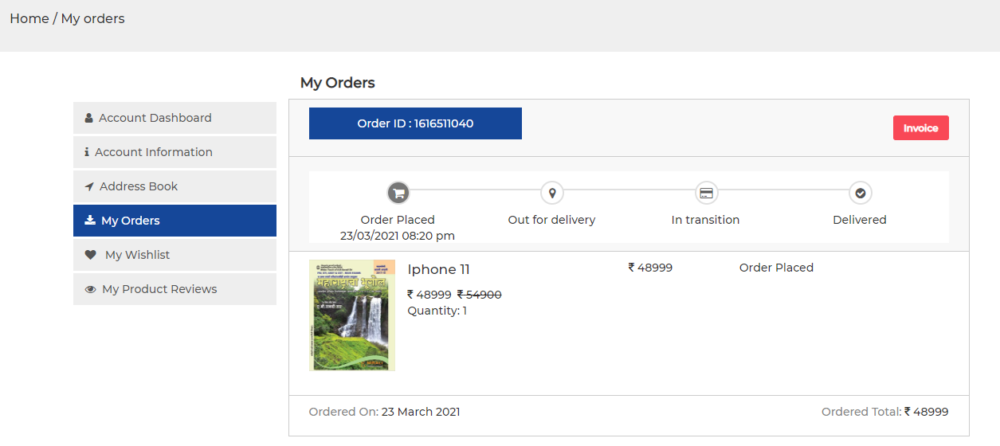 Home / My orders
My Orders
Account Dashboard
Account Information
Address Book
My Orders
My Wishlist
My Product Reviews
Order ID : 1616511040
Invoice
Order Placed
23/03/2021 08:20 pm
Out for delivery
In transition
Delivered
महाराष्ट्राचा भूगोल
Iphone 11
₹ 48999 ₹ 54900
Quantity: 1
₹ 48999
Order Placed
Ordered On: 23 March 2021
Ordered Total: ₹ 48999